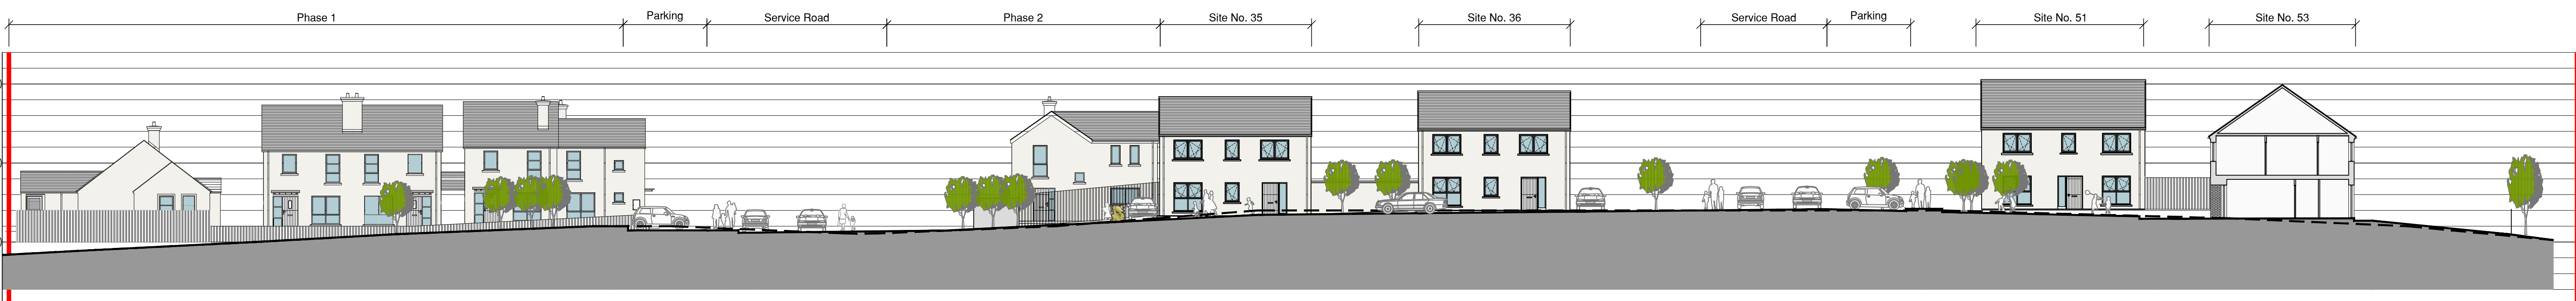 Phase 1
Parking
Service Road
Phase 2
Site No. 35
Site No. 36
Service Road
Parking
Site No. 51
Site No. 53